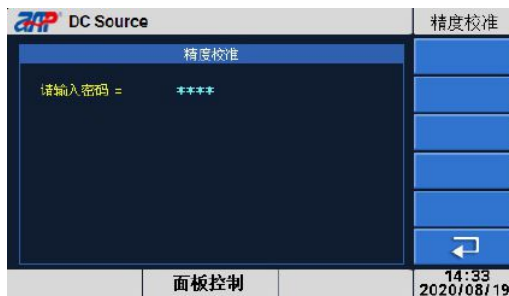 AAP DC Source
精度校准
精度校准
请输入密码 = ****
面板控制
14:33
2020/08/19